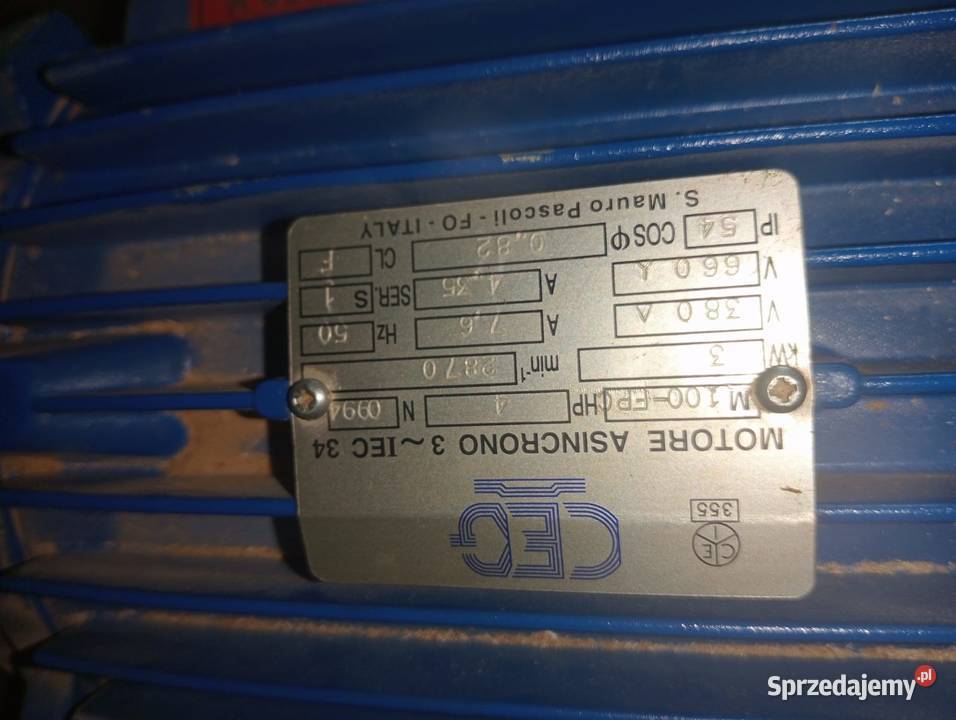 CEG
CE I
355
MOTORE ASINCRONO 3~IEC 34
M 100-FP CHP 4 N 0994
kW 3 min⁻¹ 2870
V 380 Δ A 7,6 Hz 50
V 660 Y A 4,35 SER. S 1
IP 54 COSφ 0,82 CL F
S. Mauro Pascoli - FO - ITALY
Sprzedajemy.pl